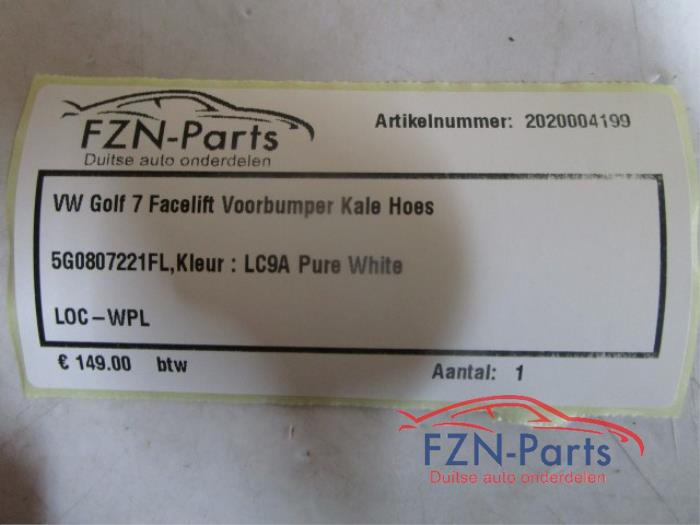 FZN-Parts
Duitse auto onderdelen
Artikelnummer: 2020004199
VW Golf 7 Facelift Voorbumper Kale Hoes
5G0807221FL,Kleur : LC9A Pure White
LOC-WPL
€ 149.00 btw
Aantal: 1
FZN-Parts
Duitse auto onderdelen